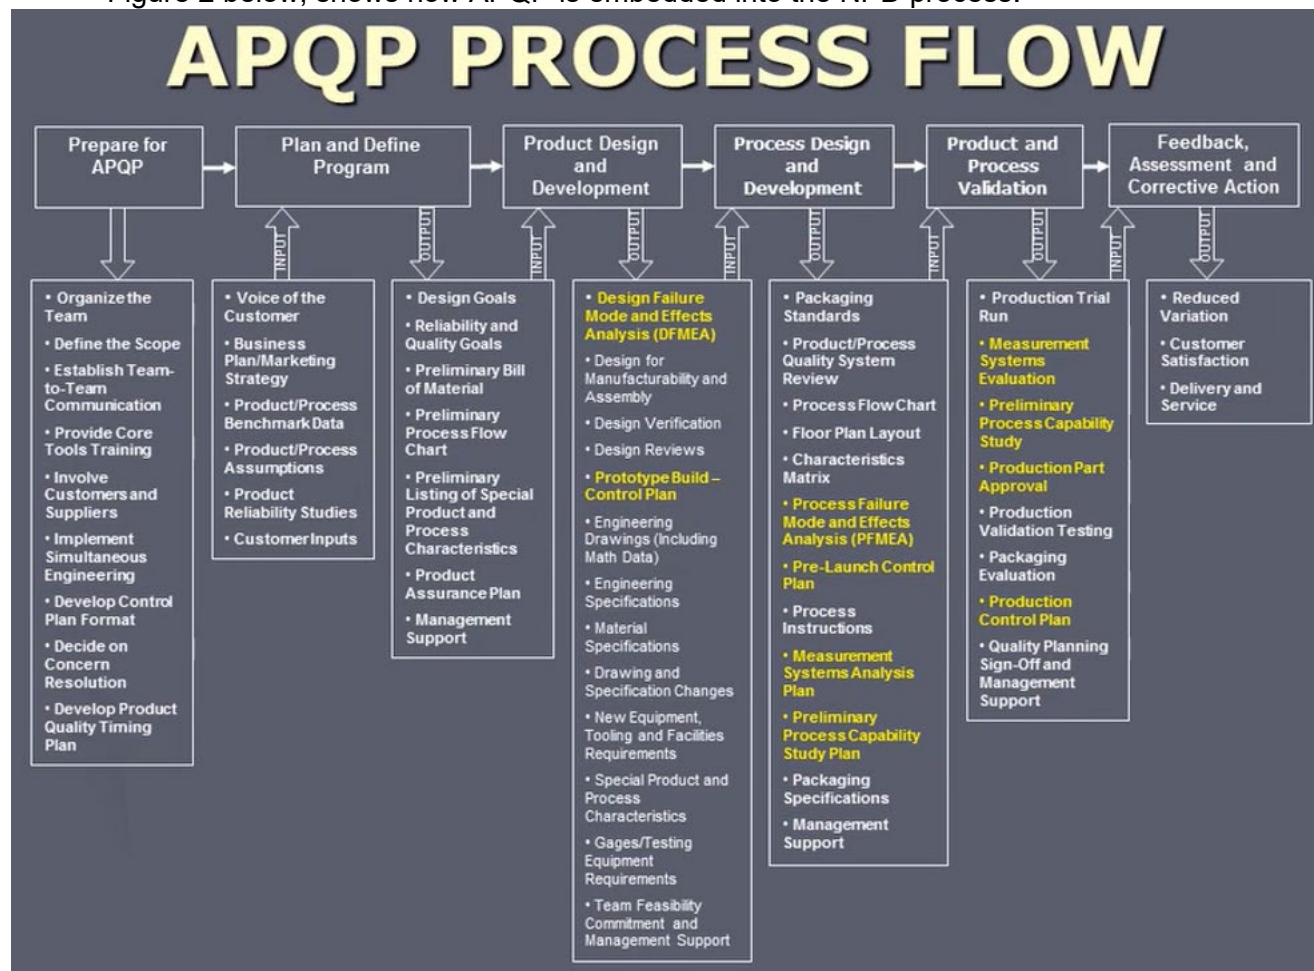 Figure 2 below, shows how APQP is embedded into the NPD process.
APQP PROCESS FLOW
Prepare for
APQP
Plan and Define
Program
Product Design
and
Development
Process Design
and
Development
Product and
Process
Validation
Feedback,
Assessment and
Corrective Action
INPUT
OUTPUT
INPUT
OUTPUT
INPUT
OUTPUT
INPUT
OUTPUT
INPUT
OUTPUT
• Organize the
Team
• Define the Scope
• Establish Team-
to-Team
Communication
• Provide Core
Tools Training
• Involve
Customers and
Suppliers
• Implement
Simultaneous
Engineering
• Develop Control
Plan Format
• Decide on
Concern
Resolution
• Develop Product
Quality Timing
Plan
• Voice of the
Customer
• Business
Plan/Marketing
Strategy
• Product/Process
Benchmark Data
• Product/Process
Assumptions
• Product
Reliability Studies
• Customer Inputs
• Design Goals
• Reliability and
Quality Goals
• Preliminary Bill
of Material
• Preliminary
Process Flow
Chart
• Preliminary
Listing of Special
Product and
Process
Characteristics
• Product
Assurance Plan
• Management
Support
• Design Failure
Mode and Effects
Analysis (DFMEA)
• Design for
Manufacturability and
Assembly
• Design Verification
• Design Reviews
• Prototype Build –
Control Plan
• Engineering
Drawings (Including
Math Data)
• Engineering
Specifications
• Material
Specifications
• Drawing and
Specification Changes
• New Equipment,
Tooling and Facilities
Requirements
• Special Product and
Process
Characteristics
• Gages/Testing
Equipment
Requirements
• Team Feasibility
Commitment and
Management Support
• Packaging
Standards
• Product/Process
Quality System
Review
• Process Flow Chart
• Floor Plan Layout
• Characteristics
Matrix
• Process Failure
Mode and Effects
Analysis (PFMEA)
• Pre-Launch Control
Plan
• Process
Instructions
• Measurement
Systems Analysis
Plan
• Preliminary
Process Capability
Study Plan
• Packaging
Specifications
• Management
Support
• Production Trial
Run
• Measurement
Systems
Evaluation
• Preliminary
Process Capability
Study
• Production Part
Approval
• Production
Validation Testing
• Packaging
Evaluation
• Production
Control Plan
• Quality Planning
Sign-Off and
Management
Support
• Reduced
Variation
• Customer
Satisfaction
• Delivery and
Service